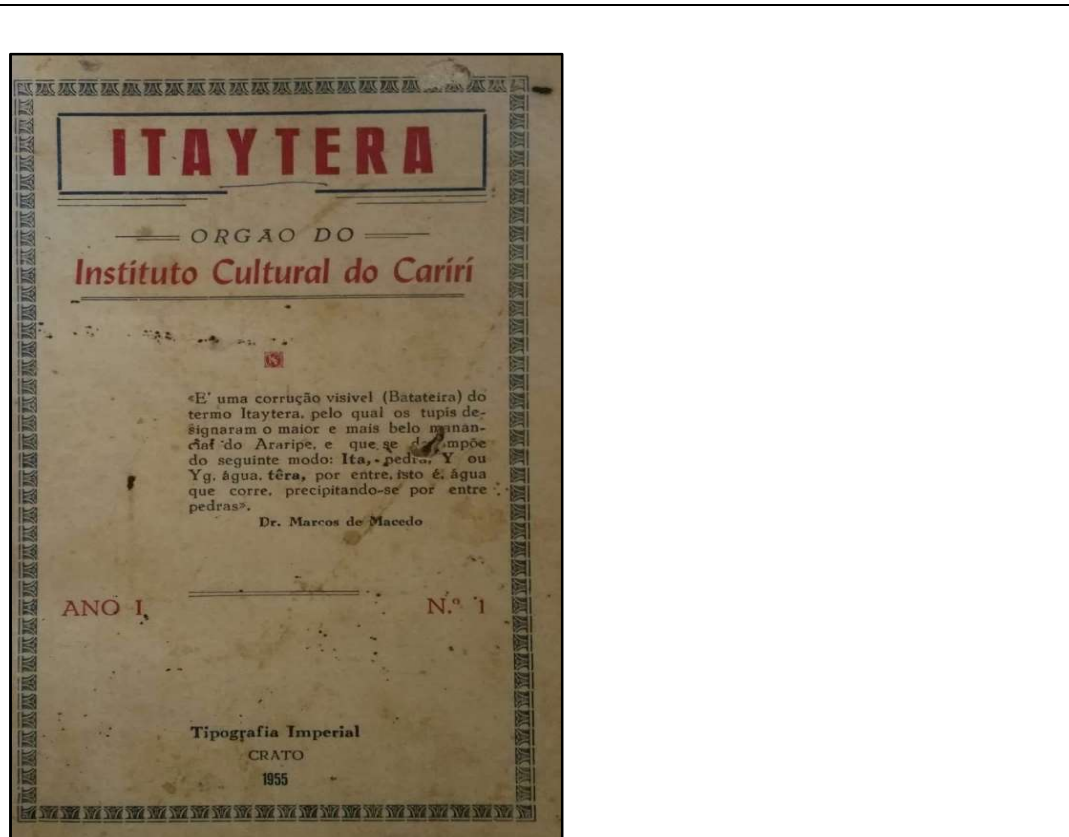 ITAYTERA
ORGAO DO
Instituto Cultural do Carirí
«E' uma corrução visivel (Batateira) do
termo Itaytera, pelo qual os tupis de-
signaram o maior e mais belo manan-
cial do Araripe, e que se
do seguinte modo: Ita, - pedra, Y ou
Yg, água, têra, por entre, isto é, água
que corre, precipitando-se por entre
pedras».
Dr. Marcos de Macedo
ANO I
N.º 1
Tipografia Imperial
CRATO
1955